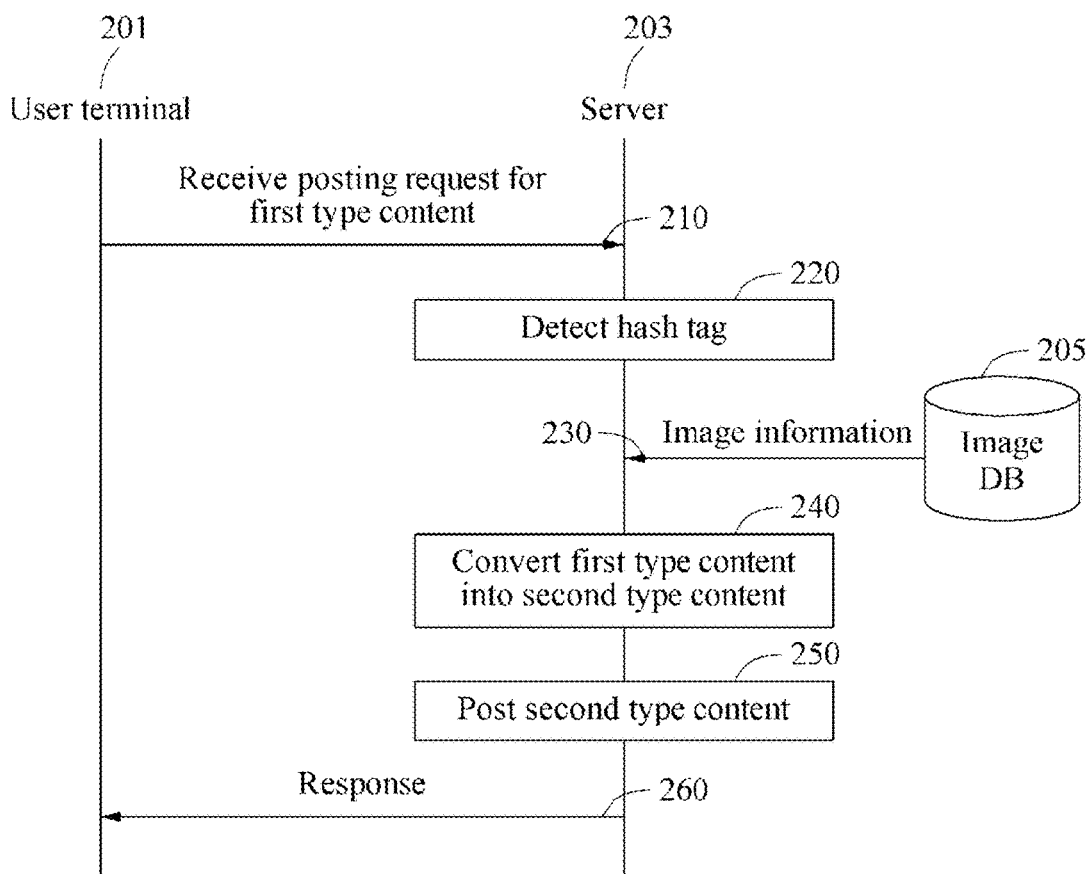 201
203
User terminal
Server
Receive posting request for
first type content
210
220
Detect hash tag
205
230
Image information
Image
DB
240
Convert first type content
into second type content
250
Post second type content
Response
260